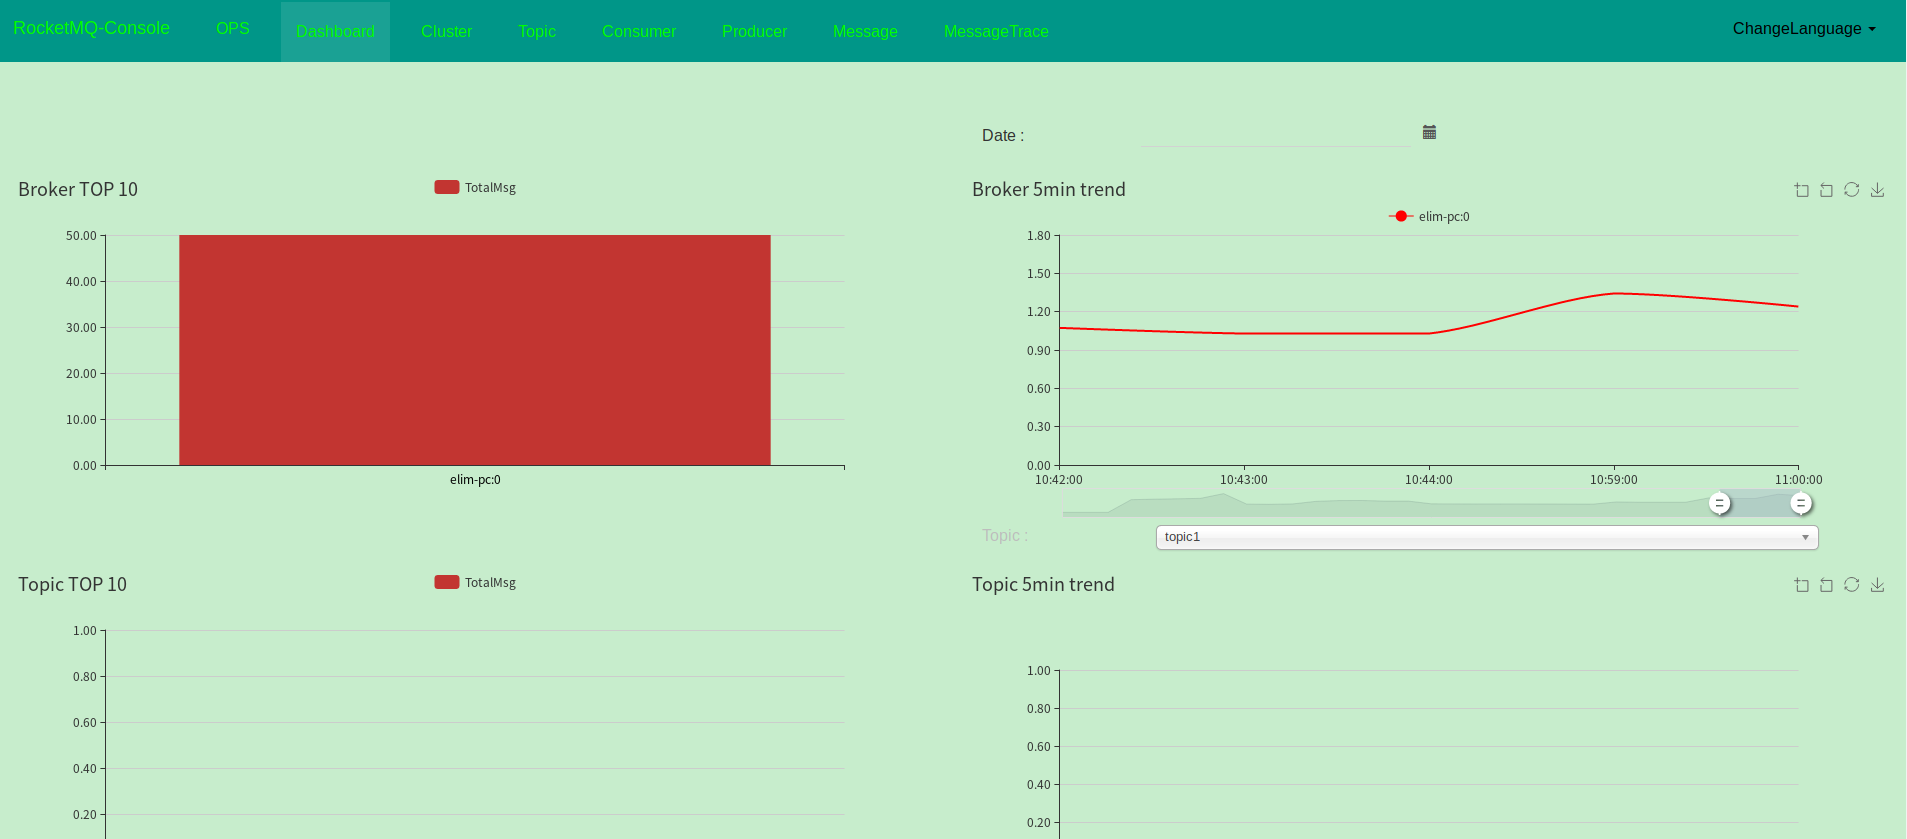 RocketMQ-Console OPS Dashboard Cluster Topic Consumer Producer Message MessageTrace ChangeLanguage
Date :
Broker TOP 10
TotalMsg
50.00
40.00
30.00
20.00
10.00
0.00
elim-pc:0
Broker 5min trend
elim-pc:0
1.80
1.50
1.20
0.90
0.60
0.30
0.00
10:42:00 10:43:00 10:44:00 10:59:00 11:00:00
Topic : topic1
Topic TOP 10
TotalMsg
1.00
0.80
0.60
0.40
0.20
Topic 5min trend
1.00
0.80
0.60
0.40
0.20